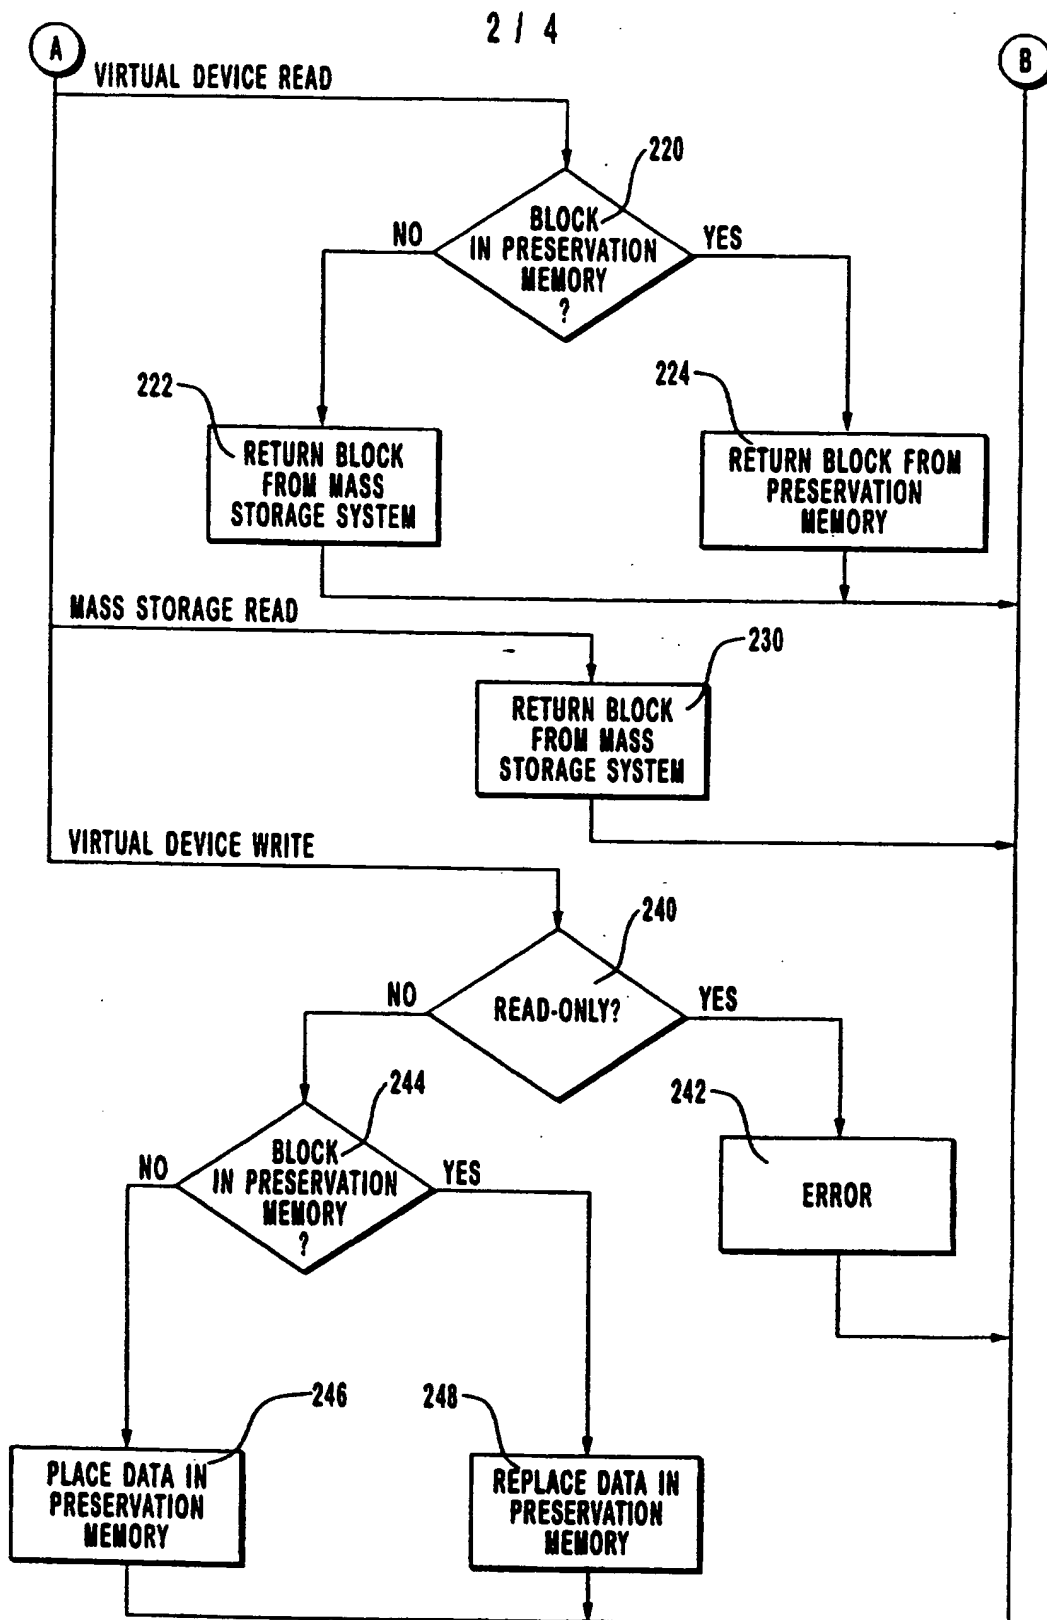 2 / 4
A
B
VIRTUAL DEVICE READ
220
BLOCK
IN PRESERVATION
MEMORY
?
NO
YES
222
224
RETURN BLOCK
FROM MASS
STORAGE SYSTEM
RETURN BLOCK FROM
PRESERVATION
MEMORY
MASS STORAGE READ
230
RETURN BLOCK
FROM MASS
STORAGE SYSTEM
VIRTUAL DEVICE WRITE
240
READ-ONLY?
NO
YES
244
242
BLOCK
IN PRESERVATION
MEMORY
?
NO
YES
ERROR
246
248
PLACE DATA IN
PRESERVATION
MEMORY
REPLACE DATA IN
PRESERVATION
MEMORY